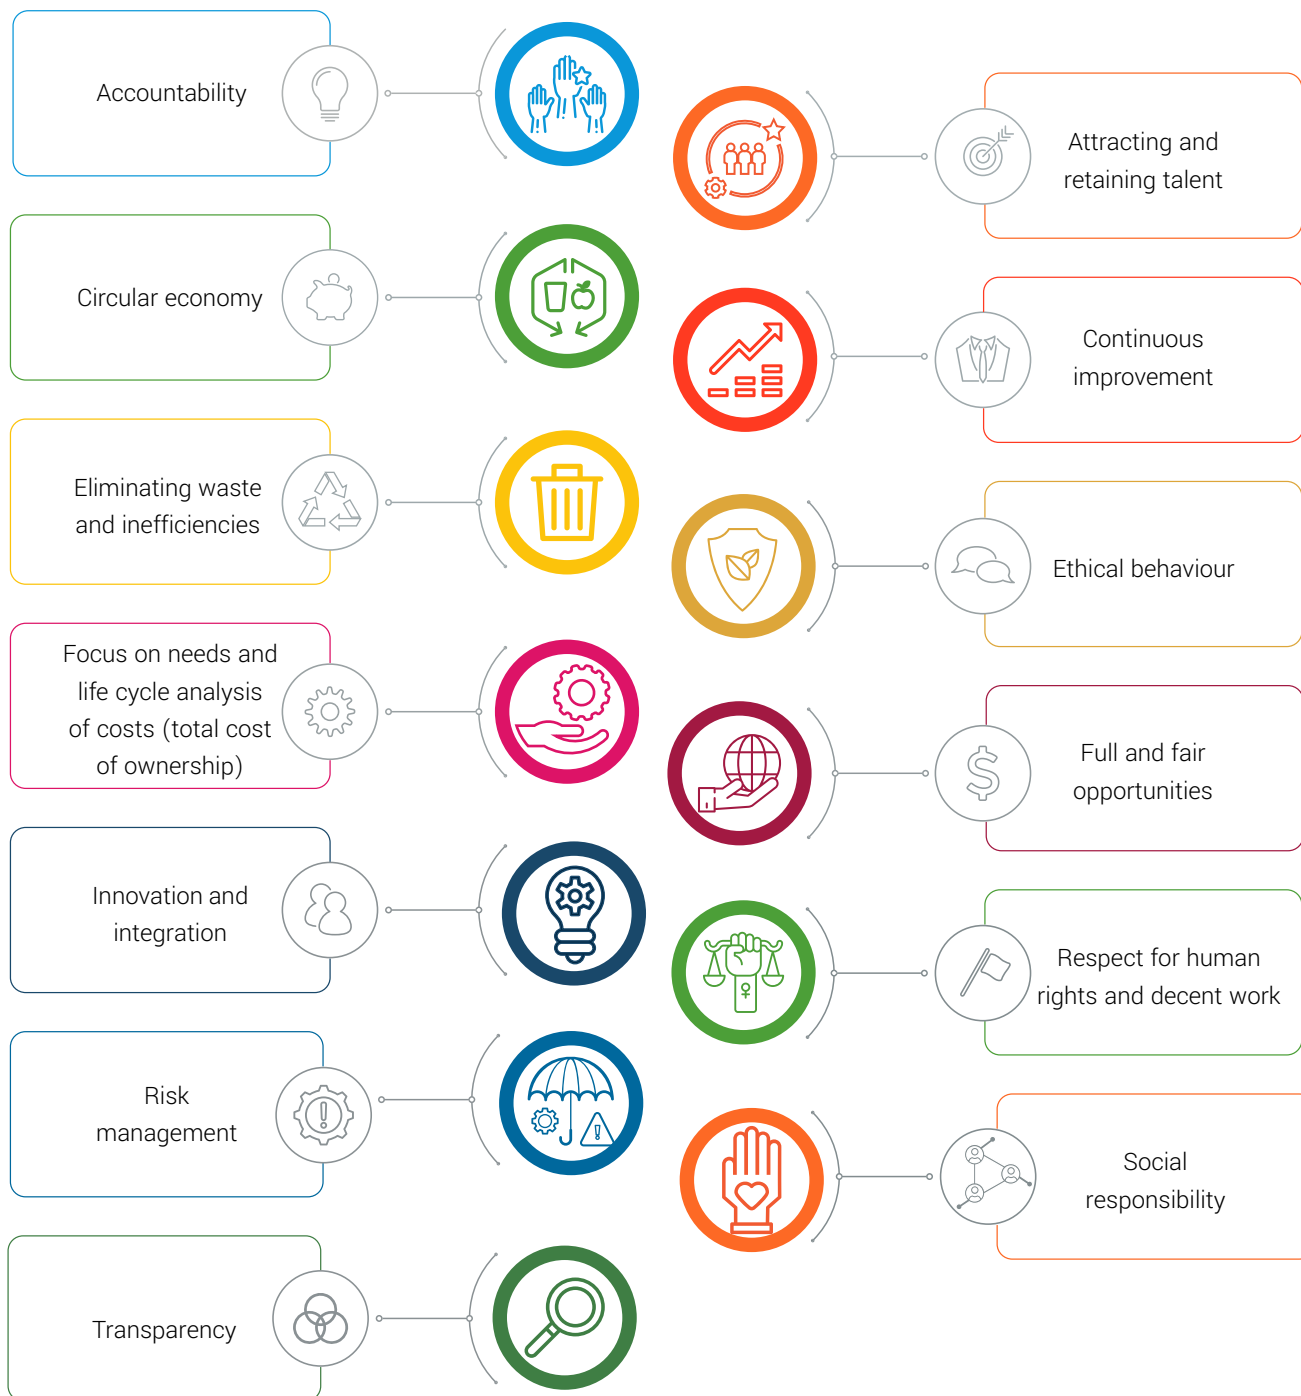 Accountability
Attracting and
retaining talent
Circular economy
Continuous
improvement
Eliminating waste
and inefficiencies
Ethical behaviour
Focus on needs and
life cycle analysis
of costs (total cost
of ownership)
Full and fair
opportunities
Innovation and
integration
Respect for human
rights and decent work
Risk
management
Social
responsibility
Transparency